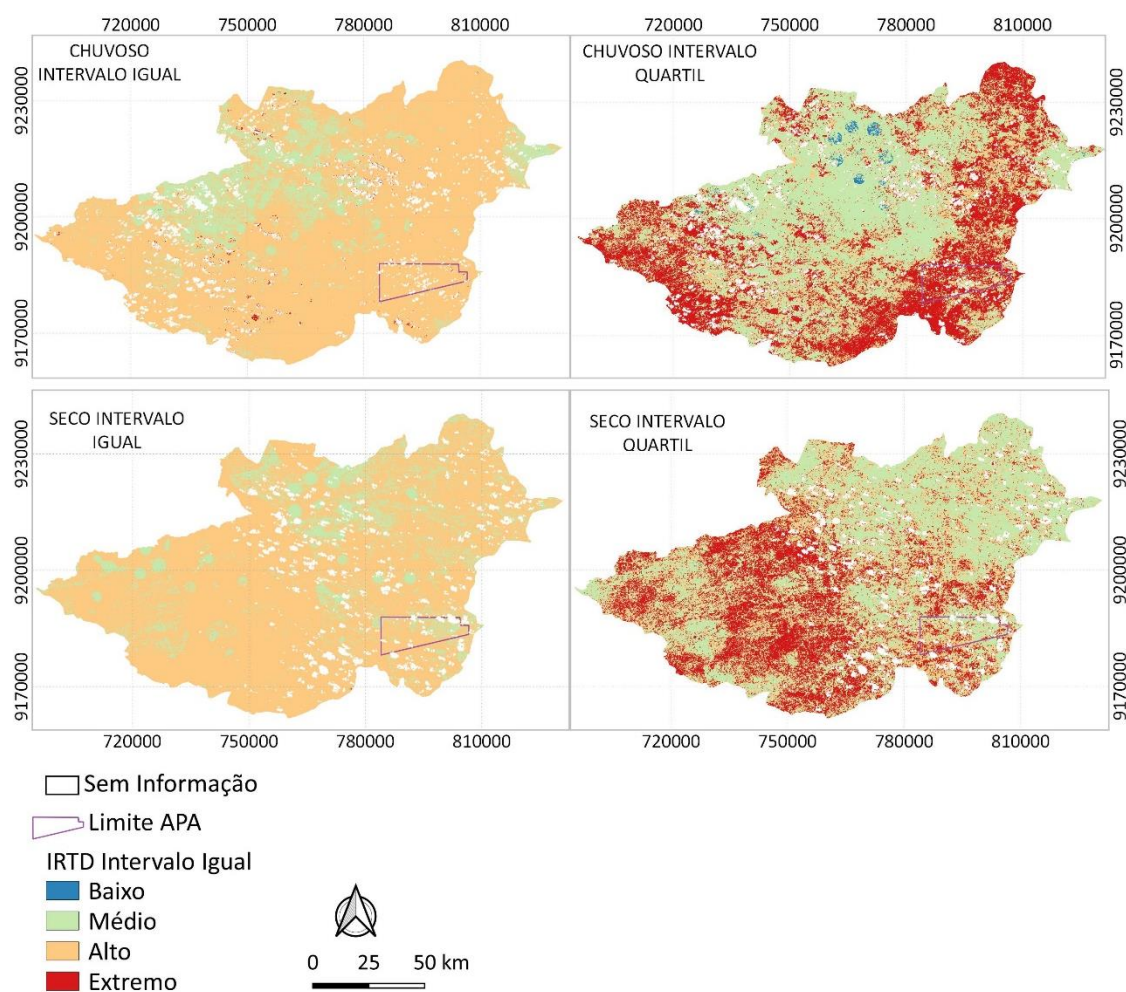 720000 750000 780000 810000 720000 750000 780000 810000
CHUVOSO
INTERVALO IGUAL
CHUVOSO INTERVALO
QUARTIL
9230000
9200000
9170000
9230000
9200000
9170000
SECO INTERVALO
IGUAL
SECO INTERVALO
QUARTIL
9230000
9200000
9170000
9230000
9200000
9170000
720000 750000 780000 810000 720000 750000 780000 810000
Sem Informação
Limite APA
IRTD Intervalo Igual
Baixo
Médio
Alto
Extremo
0 25 50 km